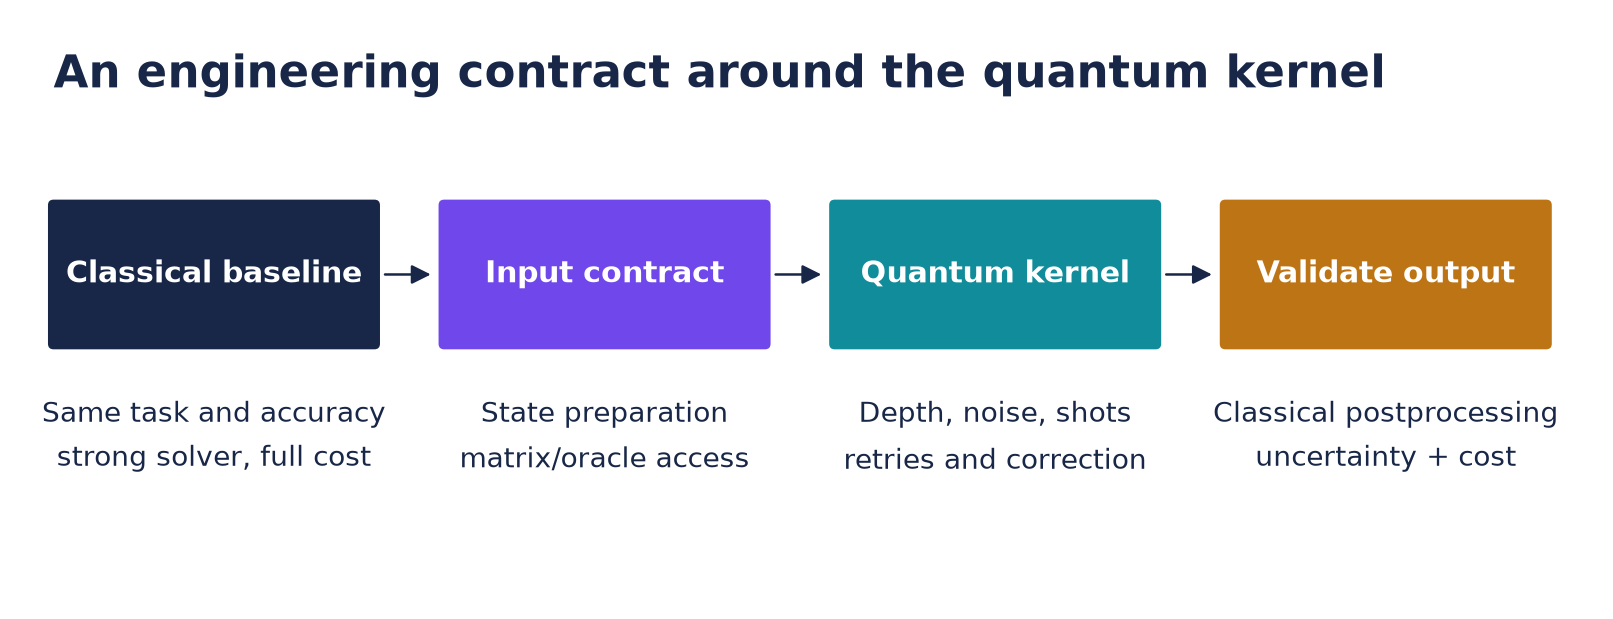 An engineering contract around the quantum kernel
Classical baseline
Input contract
Quantum kernel
Validate output
Same task and accuracy
strong solver, full cost
State preparation
matrix/oracle access
Depth, noise, shots
retries and correction
Classical postprocessing
uncertainty + cost